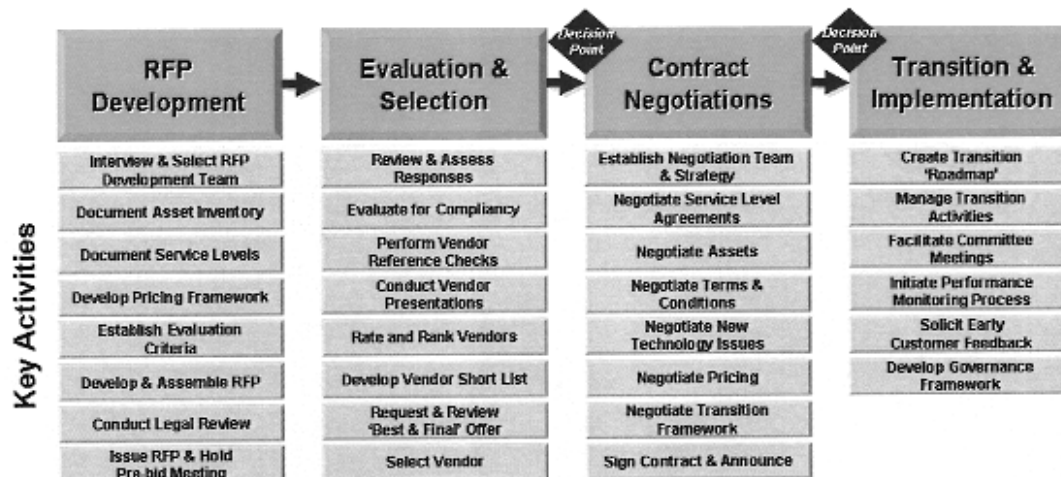 Decision
Point
Decision
Point
RFP
Development
Evaluation &
Selection
Contract
Negotiations
Transition &
Implementation
Key Activities
Interview & Select RFP
Development Team
Document Asset Inventory
Document Service Levels
Develop Pricing Framework
Establish Evaluation
Criteria
Develop & Assemble RFP
Conduct Legal Review
Issue RFP & Hold
Pre-bid Meeting
Review & Assess
Responses
Evaluate for Compliancy
Perform Vendor
Reference Checks
Conduct Vendor
Presentations
Rate and Rank Vendors
Develop Vendor Short List
Request & Review
'Best & Final' Offer
Select Vendor
Establish Negotiation Team
& Strategy
Negotiate Service Level
Agreements
Negotiate Assets
Negotiate Terms &
Conditions
Negotiate New
Technology Issues
Negotiate Pricing
Negotiate Transition
Framework
Sign Contract & Announce
Create Transition
'Roadmap'
Manage Transition
Activities
Facilitate Committee
Meetings
Initiate Performance
Monitoring Process
Solicit Early
Customer Feedback
Develop Governance
Framework